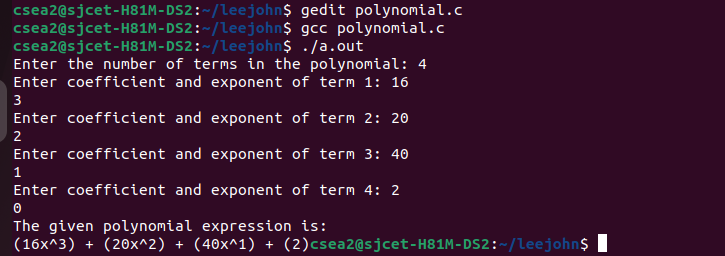 csea2@sjcet-H81M-DS2:~/leejohn$ gedit polynomial.c
csea2@sjcet-H81M-DS2:~/leejohn$ gcc polynomial.c
csea2@sjcet-H81M-DS2:~/leejohn$ ./a.out
Enter the number of terms in the polynomial: 4
Enter coefficient and exponent of term 1: 16
3
Enter coefficient and exponent of term 2: 20
2
Enter coefficient and exponent of term 3: 40
1
Enter coefficient and exponent of term 4: 2
0
The given polynomial expression is:
(16x^3) + (20x^2) + (40x^1) + (2)csea2@sjcet-H81M-DS2:~/leejohn$